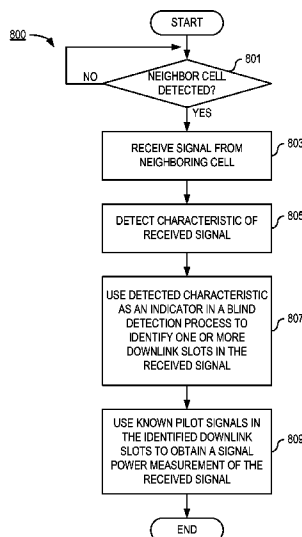 START
800
801
NEIGHBOR CELL
DETECTED?
NO
YES
RECEIVE SIGNAL FROM
NEIGHBORING CELL
803
DETECT CHARACTERISTIC OF
RECEIVED SIGNAL
805
USE DETECTED CHARACTERISTIC
AS AN INDICATOR IN A BLIND
DETECTION PROCESS TO
IDENTIFY ONE OR MORE
DOWNLINK SLOTS IN THE
RECEIVED SIGNAL
807
USE KNOWN PILOT SIGNALS IN
THE IDENTIFIED DOWNLINK
SLOTS TO OBTAIN A SIGNAL
POWER MEASUREMENT OF THE
RECEIVED SIGNAL
809
END